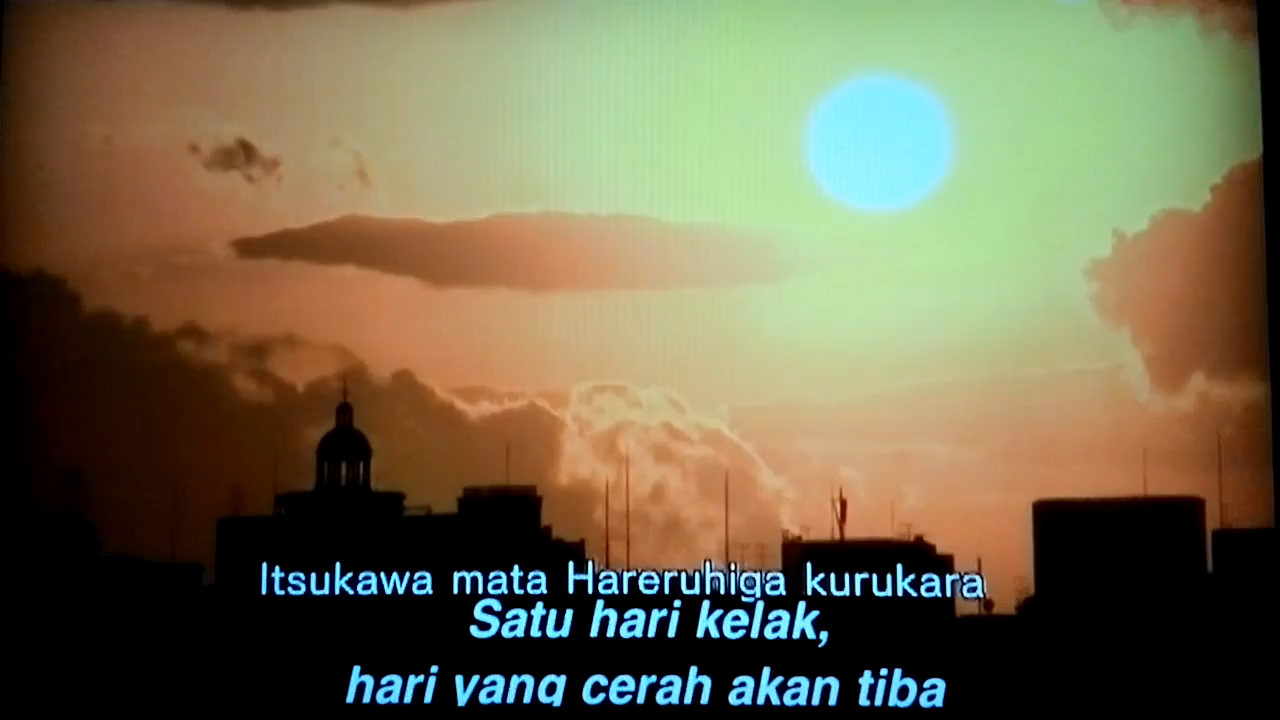 Itsukawa mata Hareruhiga kurukara
Satu hari kelak,
hari yang cerah akan tiba